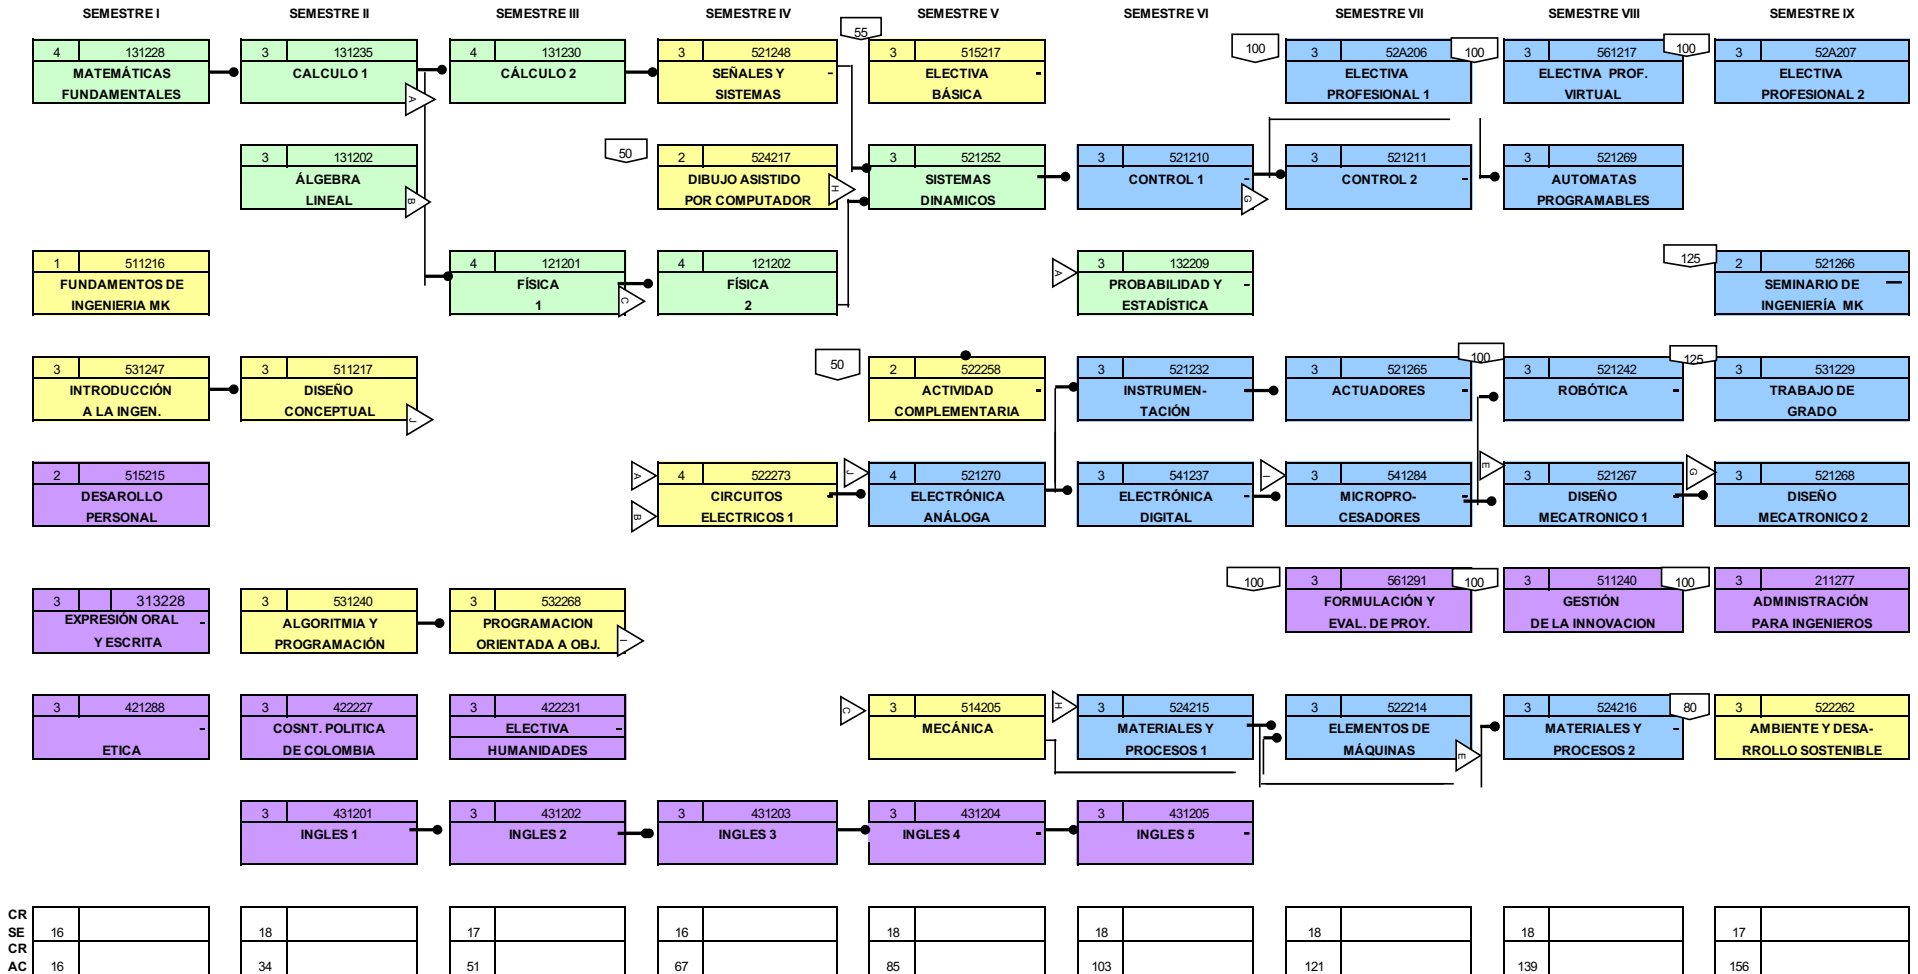 SEMESTRE I SEMESTRE II SEMESTRE III SEMESTRE IV SEMESTRE V SEMESTRE VI SEMESTRE VII SEMESTRE VIII SEMESTRE IX
55
100 100 100
4 131228 3 131235 4 131230 3 521248 3 515217 3 52A206 3 561217 3 52A207
MATEMÁTICAS CALCULO 1 CÁLCULO 2 SEÑALES Y - ELECTIVA - ELECTIVA ELECTIVA PROF. ELECTIVA
FUNDAMENTALES SISTEMAS BÁSICA PROFESIONAL 1 VIRTUAL PROFESIONAL 2
A
50
3 131202 2 524217 3 521252 3 521210 3 521211 3 521269
ÁLGEBRA DIBUJO ASISTIDO SISTEMAS CONTROL 1 - CONTROL 2 - AUTOMATAS
LINEAL POR COMPUTADOR DINAMICOS PROGRAMABLES
B H G
125
1 511216 4 121201 4 121202 3 132209 2 521266
FUNDAMENTOS DE FÍSICA FÍSICA PROBABILIDAD Y - SEMINARIO DE
INGENIERIA MK 1 2 ESTADÍSTICA INGENIERÍA MK
C A
50 100 125
3 531247 3 511217 2 522258 3 521232 3 521265 3 521242 3 531229
INTRODUCCIÓN DISEÑO ACTIVIDAD - INSTRUMEN- ACTUADORES - ROBÓTICA - TRABAJO DE
A LA INGEN. CONCEPTUAL COMPLEMENTARIA TACIÓN GRADO
J
A J I E G
2 515215 4 522273 4 521270 3 541237 3 541284 3 521267 3 521268
DESAROLLO CIRCUITOS ELECTRÓNICA ELECTRÓNICA MICROPRO- DISEÑO DISEÑO
PERSONAL ELECTRICOS 1 ANÁLOGA DIGITAL CESADORES MECATRONICO 1 MECATRONICO 2
B
100 100 100
3 313228 3 531240 3 532268 3 561291 3 511240 3 211277
EXPRESIÓN ORAL - ALGORITMIA Y PROGRAMACION FORMULACIÓN Y GESTIÓN ADMINISTRACIÓN
Y ESCRITA PROGRAMACIÓN ORIENTADA A OBJ. EVAL. DE PROY. DE LA INNOVACION PARA INGENIEROS
I
C H 80
3 421288 3 422227 3 422231 3 514205 3 524215 3 522214 3 524216 3 522262
- COSNT. POLITICA ELECTIVA - MECÁNICA MATERIALES Y ELEMENTOS DE MATERIALES Y - AMBIENTE Y DESA-
ETICA DE COLOMBIA HUMANIDADES PROCESOS 1 MÁQUINAS PROCESOS 2 RROLLO SOSTENIBLE
E
3 431201 3 431202 3 431203 3 431204 3 431205
INGLES 1 INGLES 2 INGLES 3 INGLES 4 - INGLES 5 -
CR
SE 16 18 17 16 18 18 18 18 17
CR
AC 16 34 51 67 85 103 121 139 156